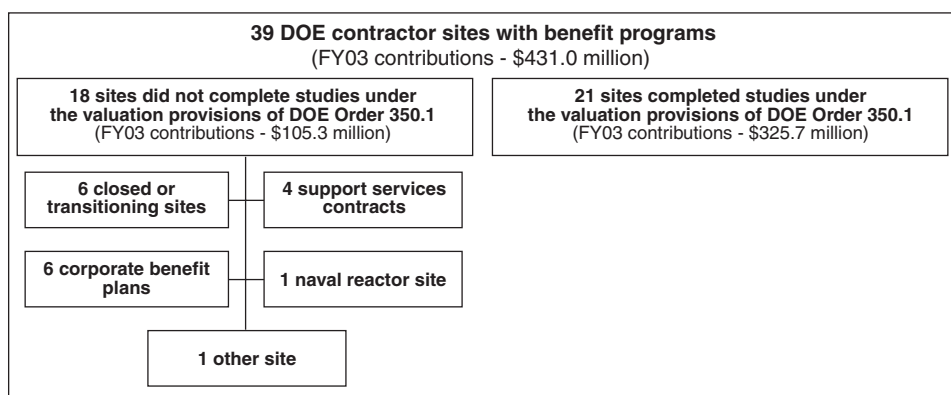 39 DOE contractor sites with benefit programs
(FY03 contributions - $431.0 million)
18 sites did not complete studies under
the valuation provisions of DOE Order 350.1
(FY03 contributions - $105.3 million)
21 sites completed studies under
the valuation provisions of DOE Order 350.1
(FY03 contributions - $325.7 million)
6 closed or
transitioning sites
4 support services
contracts
6 corporate benefit
plans
1 naval reactor site
1 other site